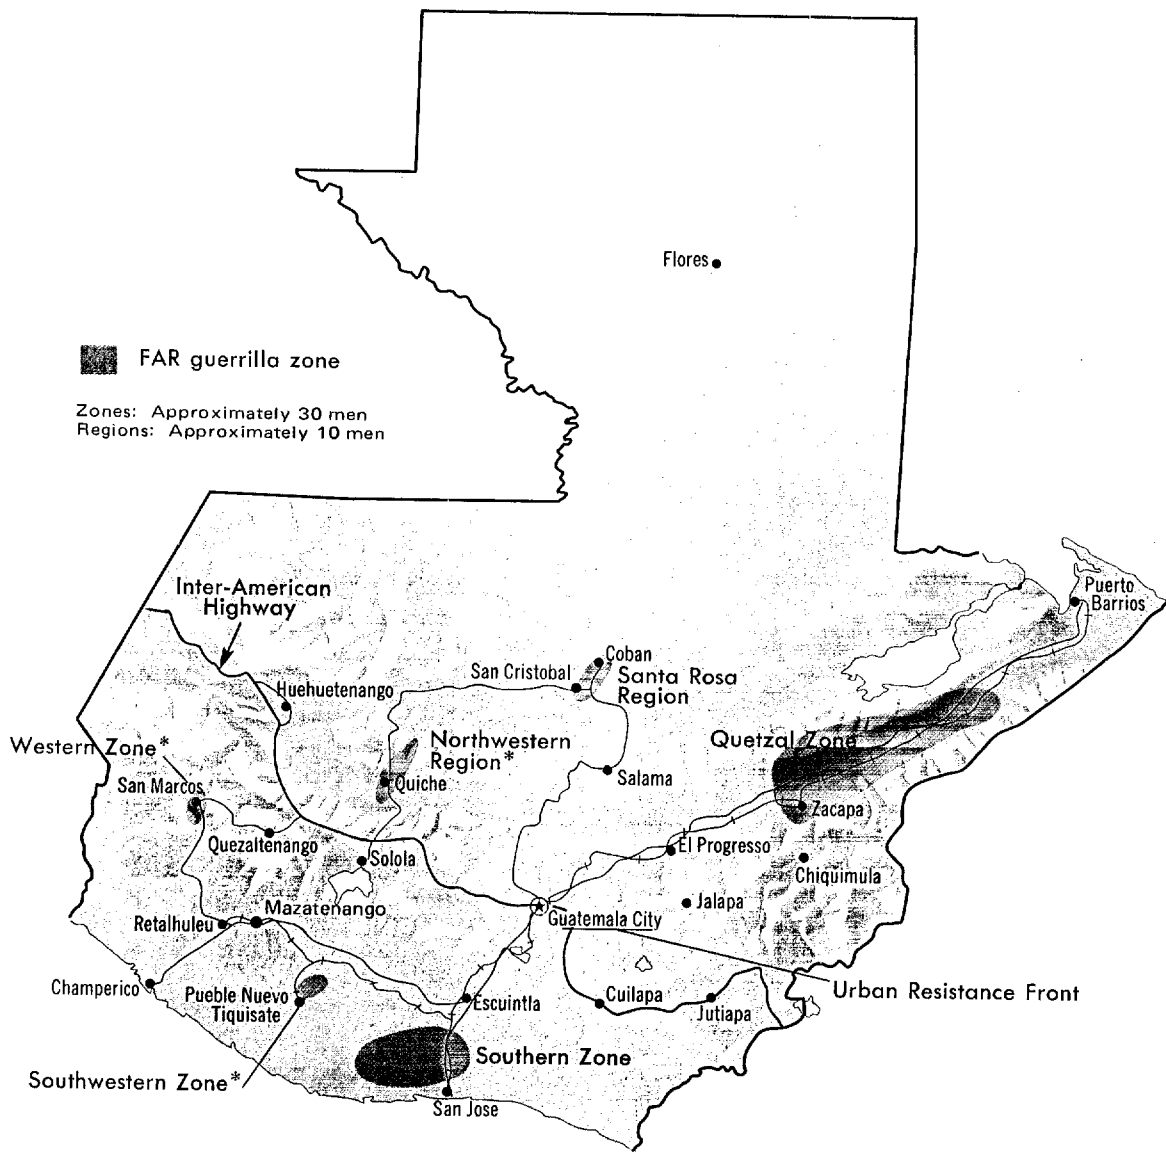 Flores
FAR guerrilla zone
Zones: Approximately 30 men
Regions: Approximately 10 men
Inter-American
Highway
Puerto
Barrios
Coban
San Cristobal
Santa Rosa
Region
Huehuetenango
Western Zone*
Northwestern
Region*
Quetzal Zone
San Marcos
Quiche
Salama
Zacapa
Quezaltenango
Solola
El Progresso
Chiquimula
Mazatenango
Jalapa
Retalhuleu
Guatemala City
Champerico
Pueble Nuevo
Tiquisate
Escuintla
Cuilapa
Jutiapa
Urban Resistance Front
Southern Zone
Southwestern Zone*
San Jose